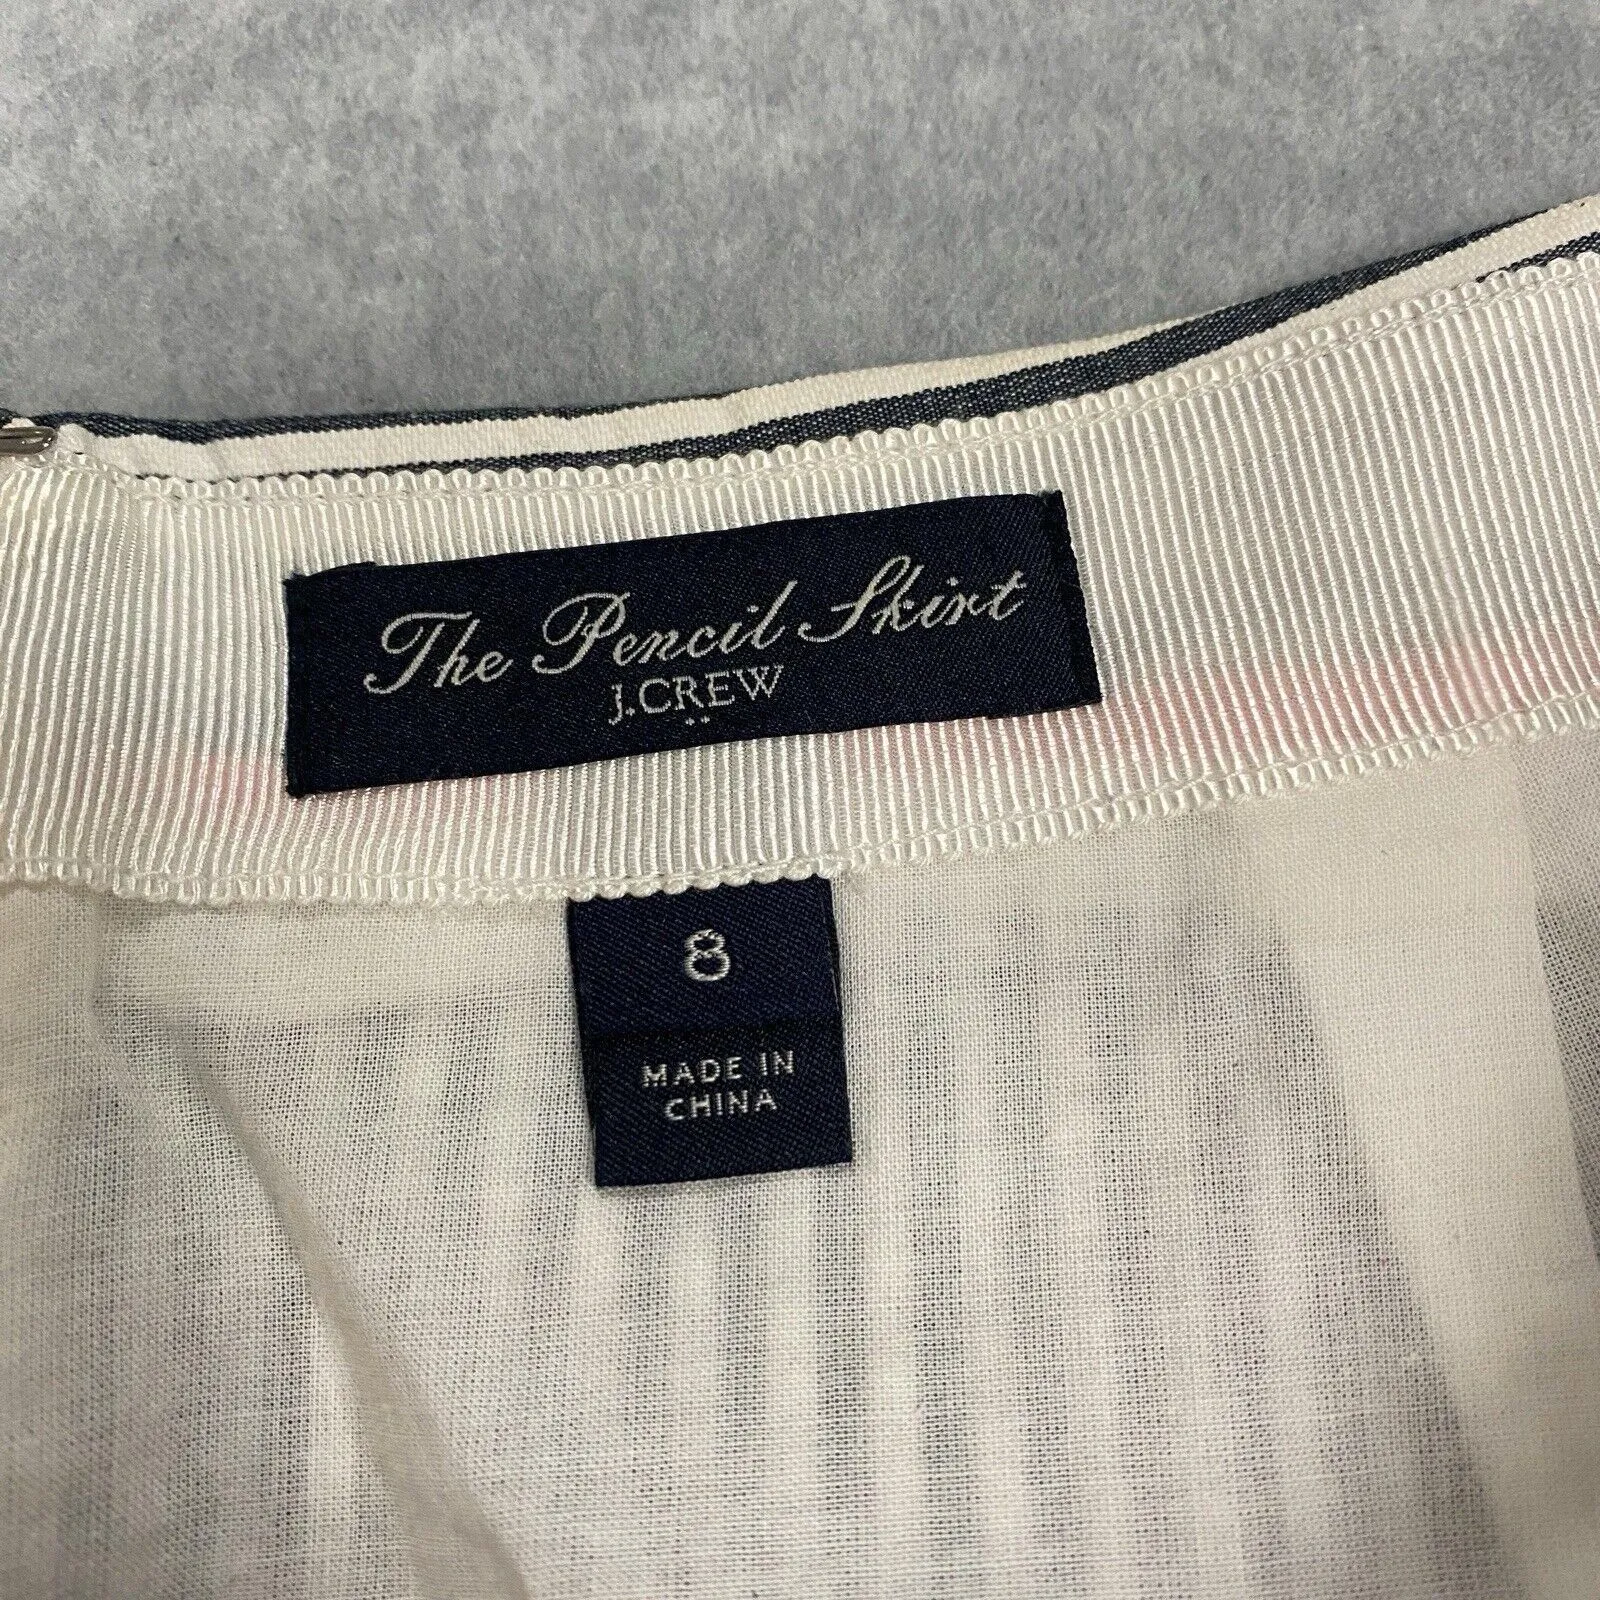 The Pencil Skirt
J.CREW
8
MADE IN
CHINA